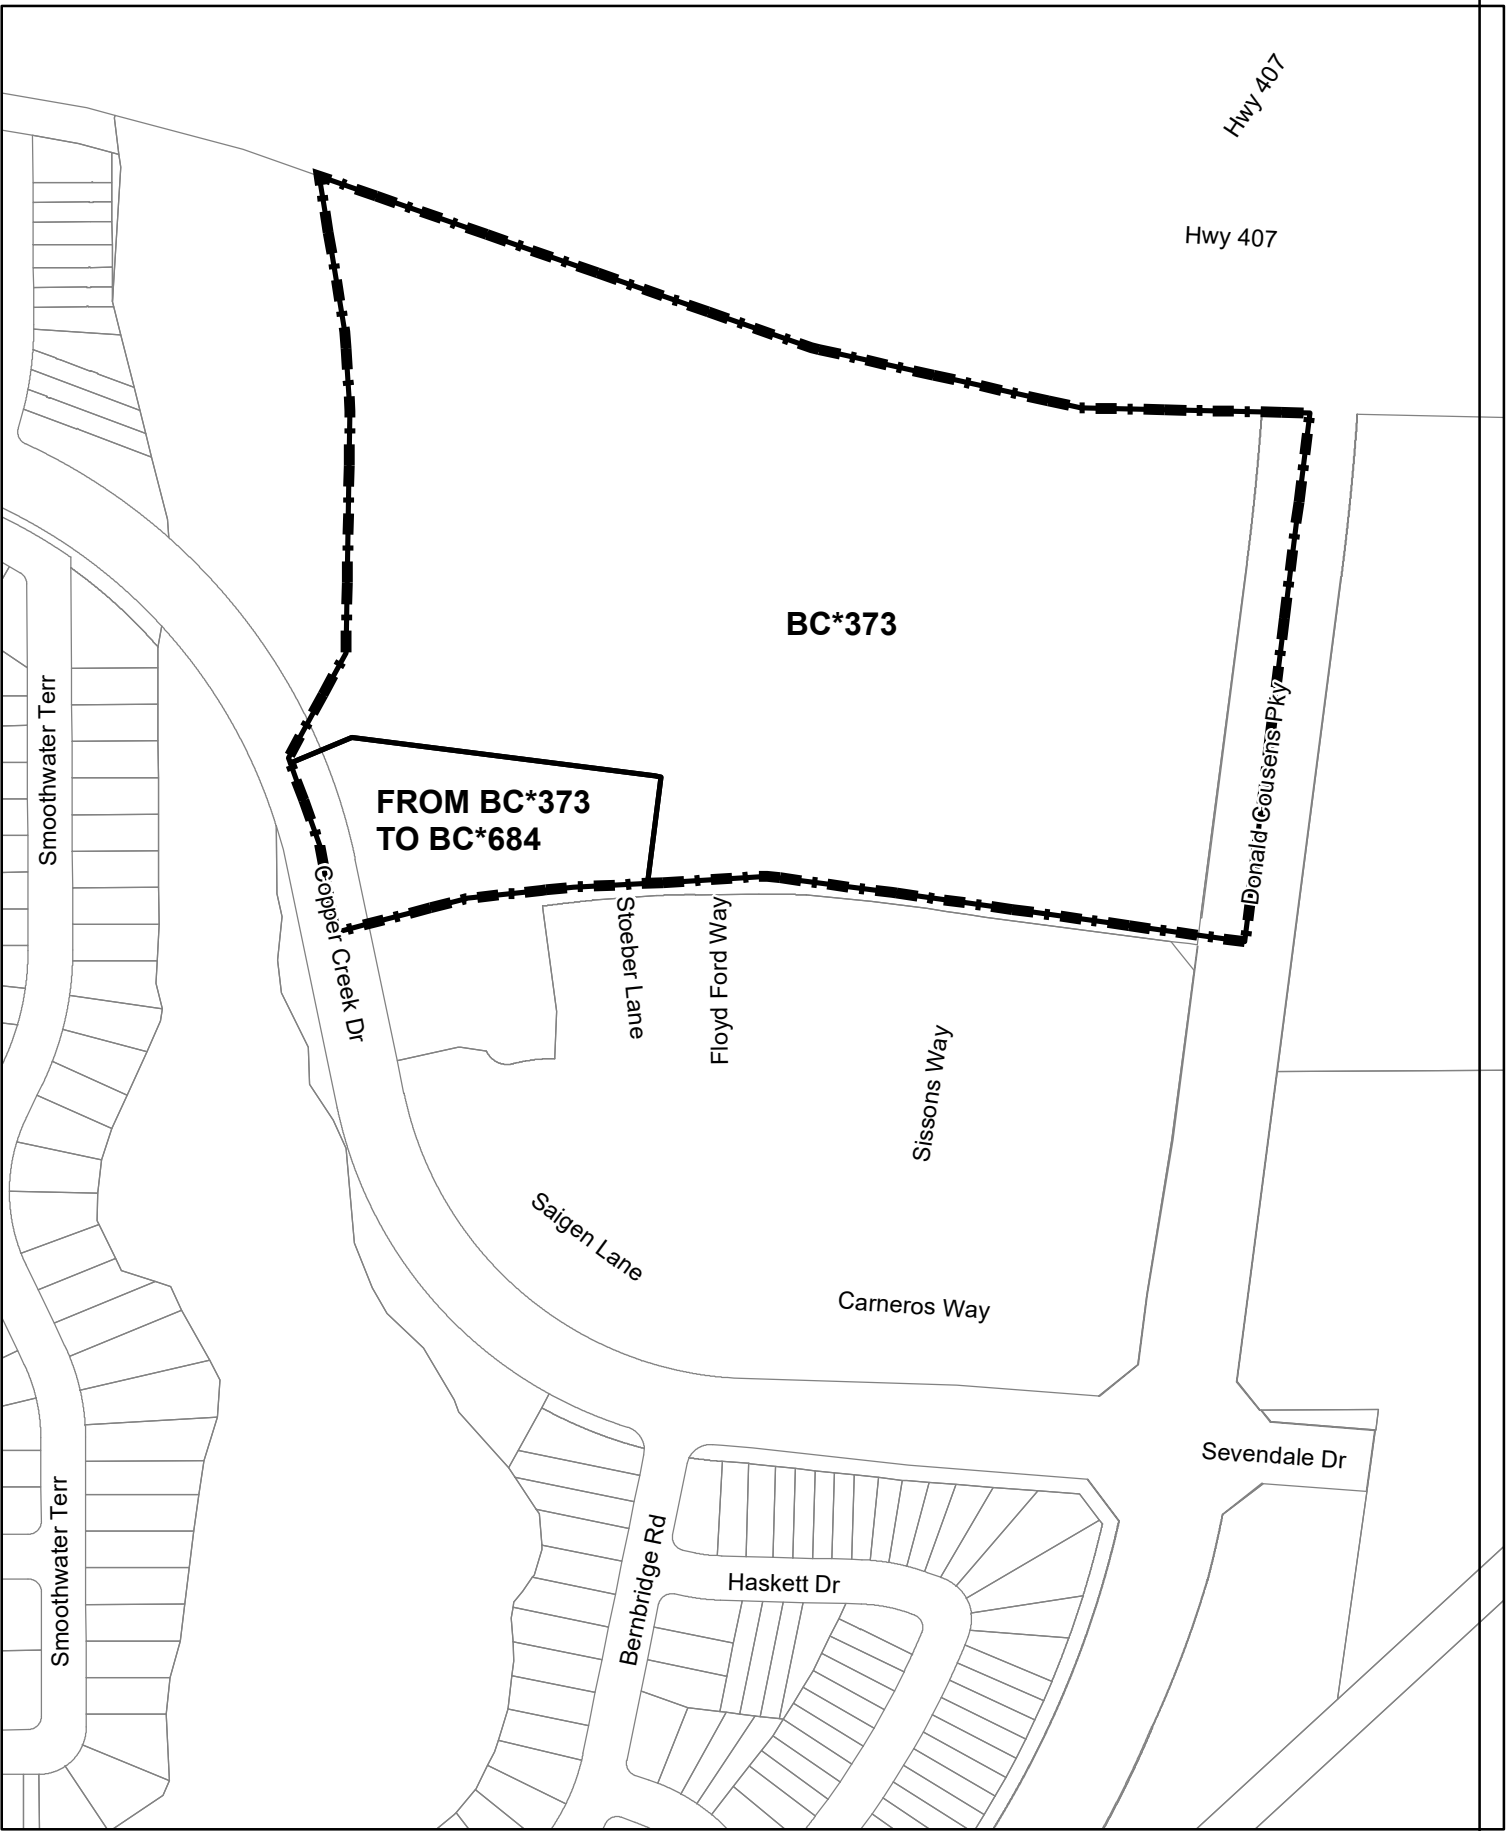 Hwy 407
Hwy 407
BC*373
Smoothwater Terr
Donald Cousens Pky
FROM BC*373
TO BC*684
Copper Creek Dr
Stoeber Lane
Floyd Ford Way
Sissons Way
Saigen Lane
Carneros Way
Sevendale Dr
Smoothwater Terr
Bernbridge Rd
Haskett Dr